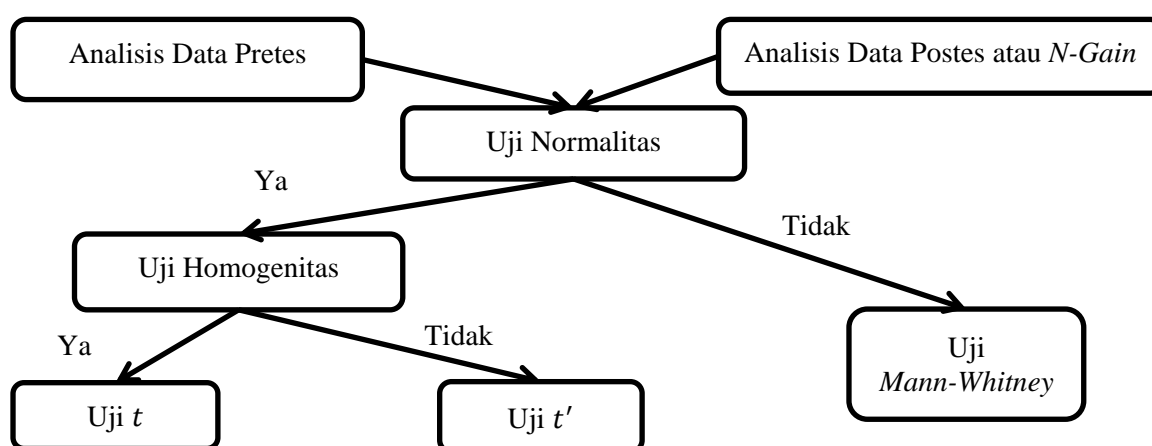 Analisis Data Pretes
Analisis Data Postes atau N-Gain
Uji Normalitas
Ya
Tidak
Uji Homogenitas
Ya
Tidak
Uji
Mann-Whitney
Uji t
Uji t′